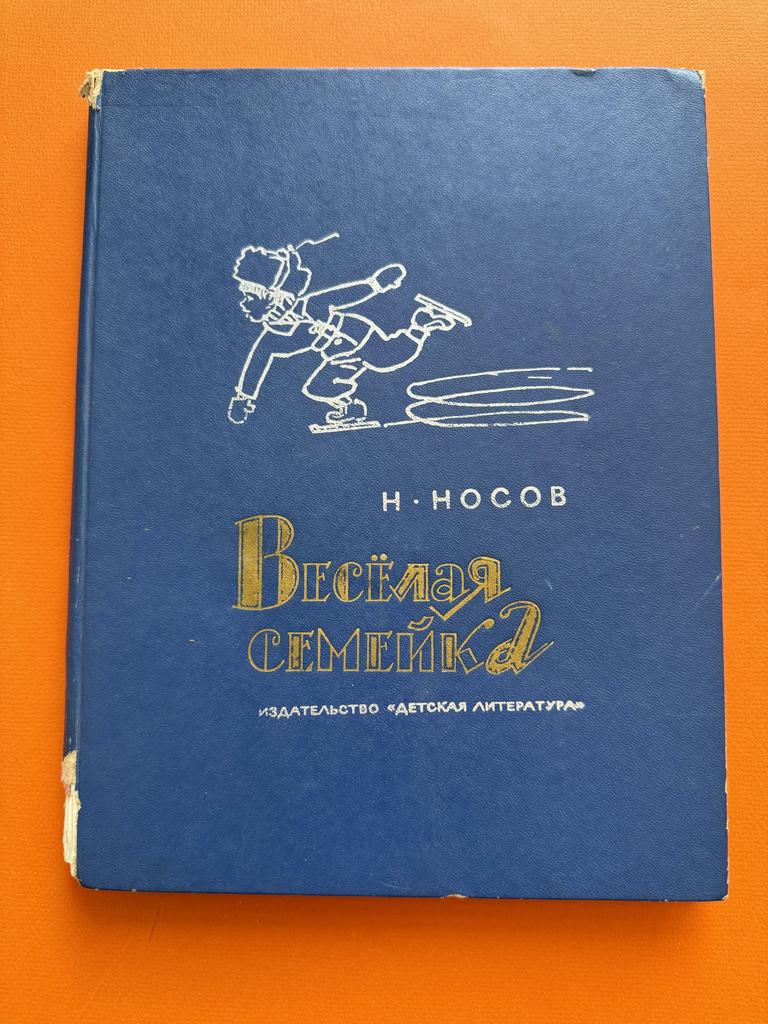 Н · НОСОВ
ВЕСЁЛАЯ
СЕМЕЙКА
ИЗДАТЕЛЬСТВО «ДЕТСКАЯ ЛИТЕРАТУРА»